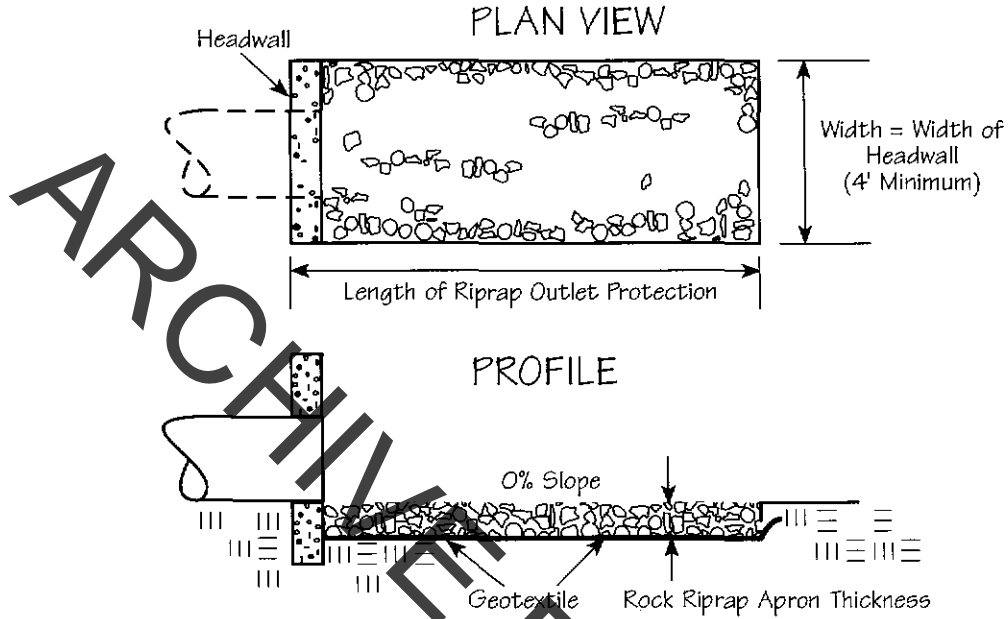 PLAN VIEW
Headwall
Width = Width of
Headwall
(4' Minimum)
Length of Riprap Outlet Protection
PROFILE
0% Slope
Geotextile
Rock Riprap Apron Thickness